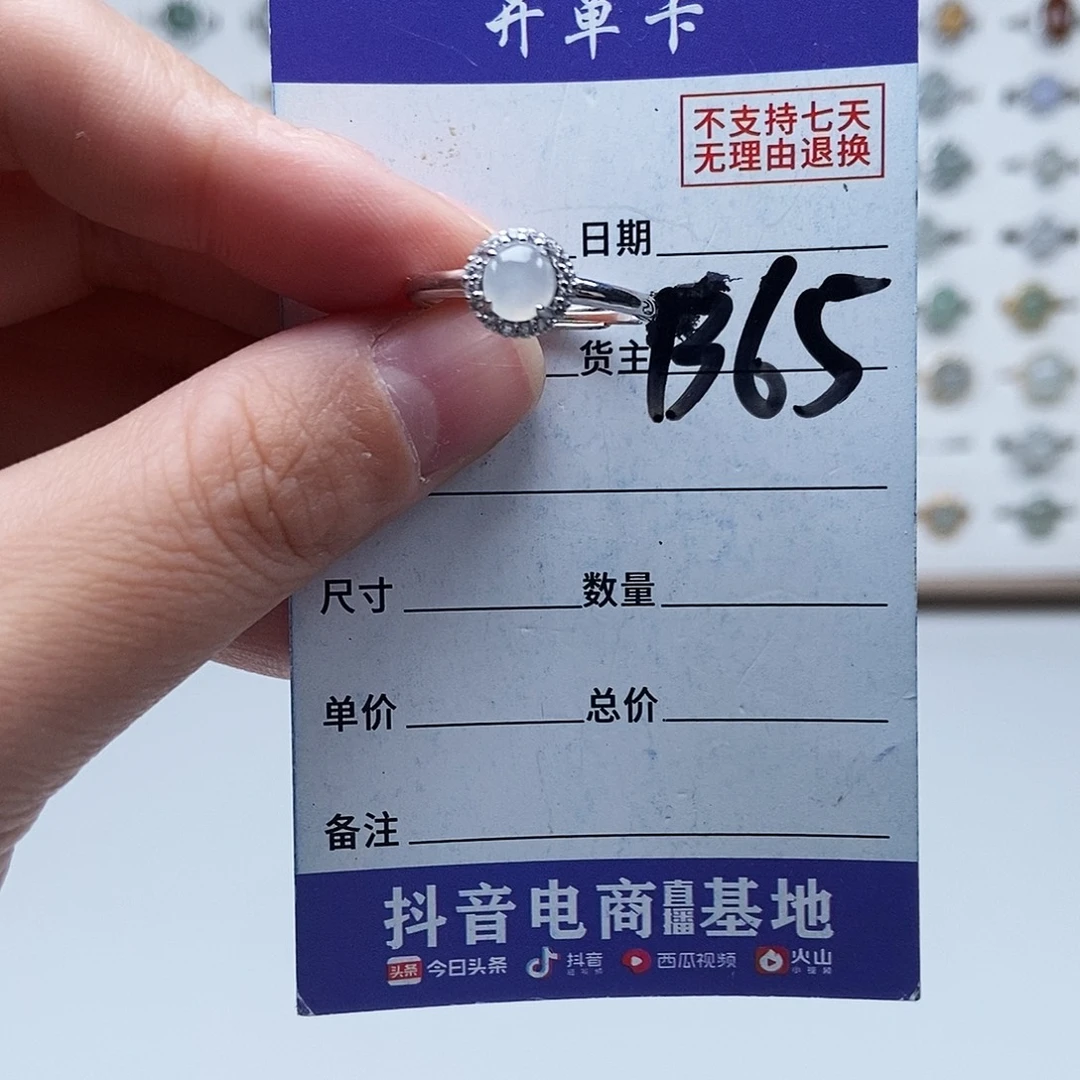 开单卡
不支持七天
无理由退换
日期
货主 B65
尺寸 数量
单价 总价
备注
抖音电商直播基地
头条 今日头条 抖音 西瓜视频 火山